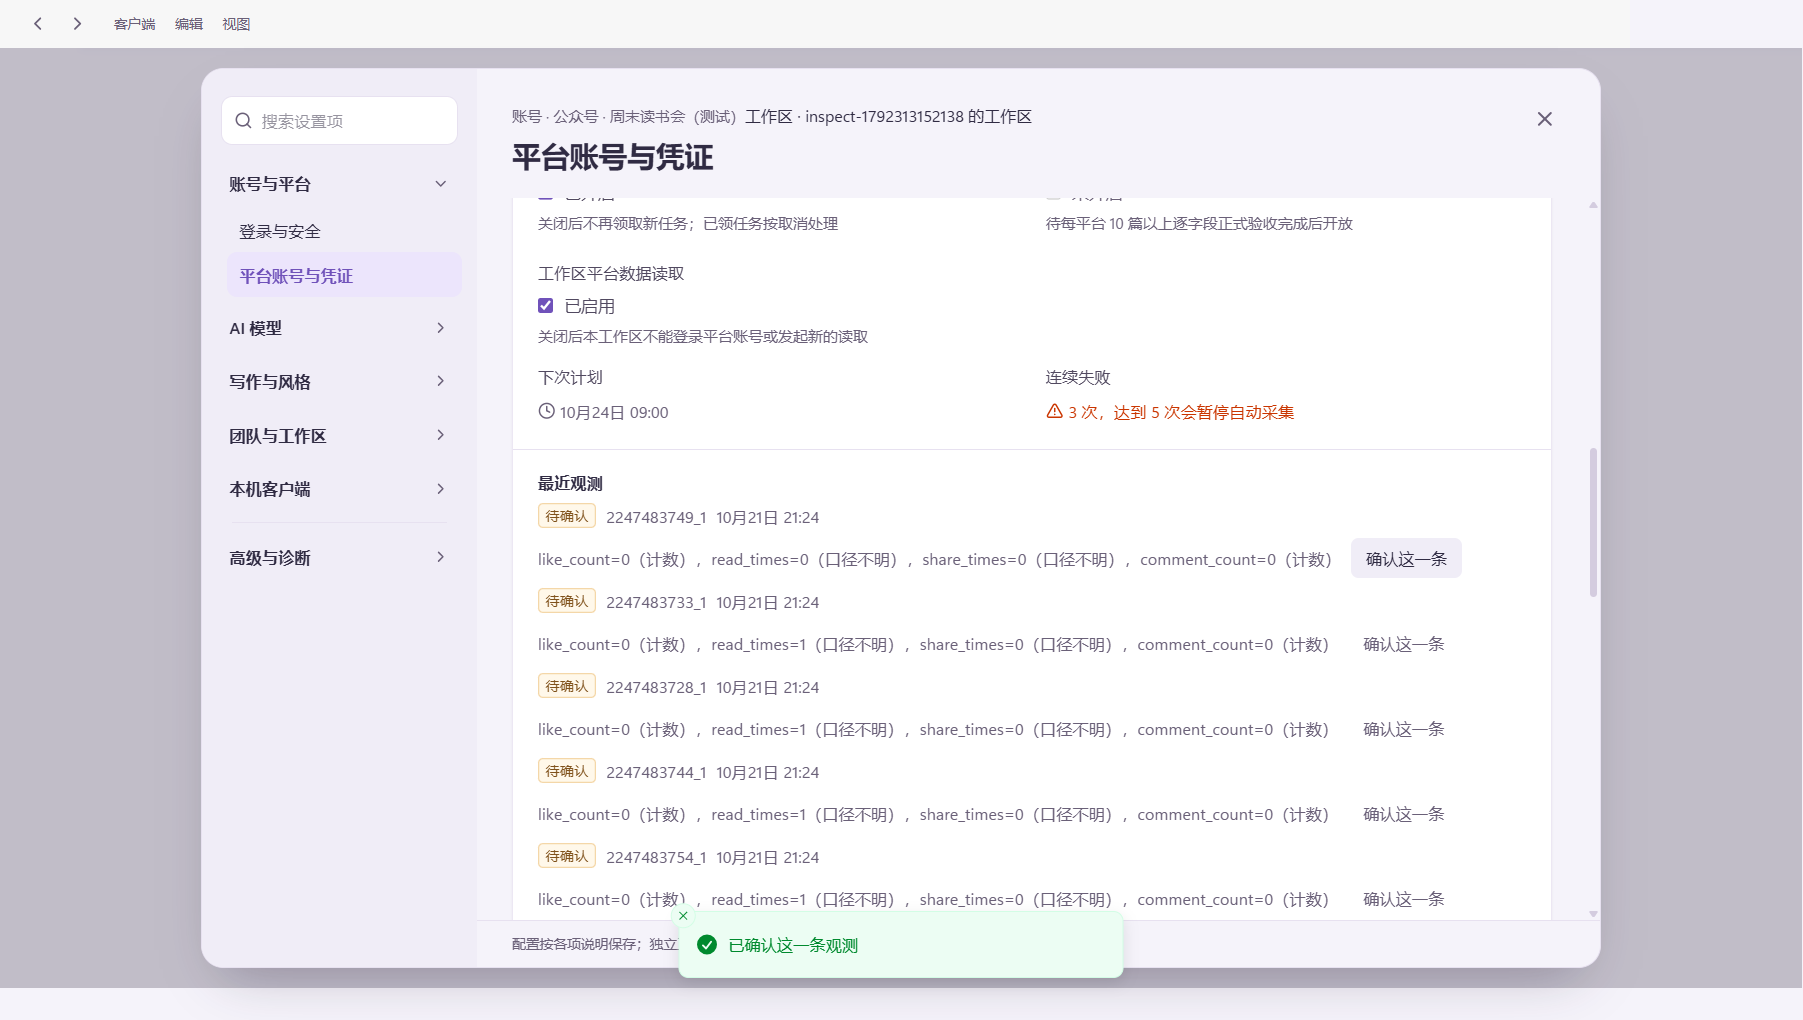 客户端 编辑 视图
搜索设置项
账号与平台
登录与安全
平台账号与凭证
AI 模型
写作与风格
团队与工作区
本机客户端
高级与诊断
账号 · 公众号 · 周末读书会（测试）工作区 · inspect-1792313152138 的工作区
平台账号与凭证
关闭后不再领取新任务；已领任务按取消处理
待每平台 10 篇以上逐字段正式验收完成后开放
工作区平台数据读取
已启用
关闭后本工作区不能登录平台账号或发起新的读取
下次计划
10月24日 09:00
连续失败
3 次，达到 5 次会暂停自动采集
最近观测
待确认 2247483749_1 10月21日 21:24
like_count=0（计数）, read_times=0（口径不明）, share_times=0（口径不明）, comment_count=0（计数） 确认这一条
待确认 2247483733_1 10月21日 21:24
like_count=0（计数）, read_times=1（口径不明）, share_times=0（口径不明）, comment_count=0（计数） 确认这一条
待确认 2247483728_1 10月21日 21:24
like_count=0（计数）, read_times=1（口径不明）, share_times=0（口径不明）, comment_count=0（计数） 确认这一条
待确认 2247483744_1 10月21日 21:24
like_count=0（计数）, read_times=1（口径不明）, share_times=0（口径不明）, comment_count=0（计数） 确认这一条
待确认 2247483754_1 10月21日 21:24
like_count=0（计数）, read_times=1（口径不明）, share_times=0（口径不明）, comment_count=0（计数） 确认这一条
配置按各项说明保存；独立
已确认这一条观测